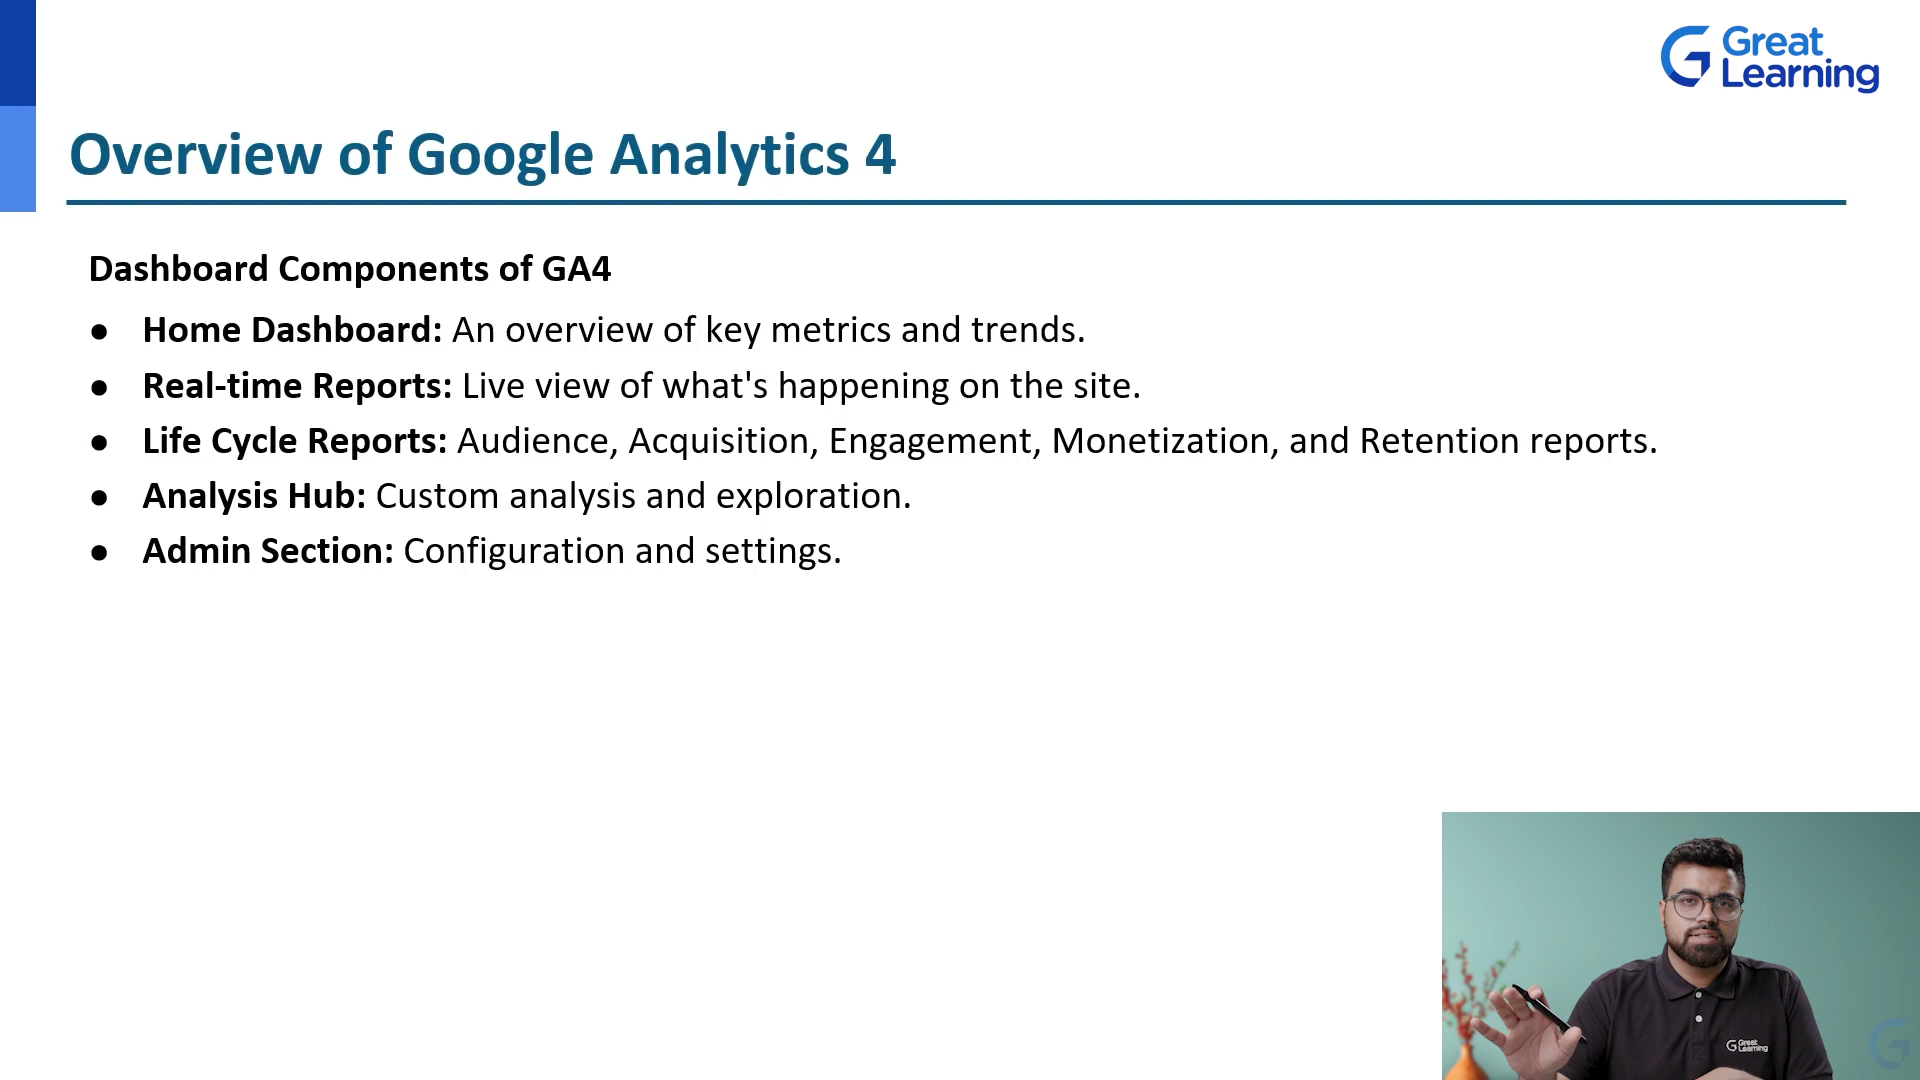 Great
Learning
Overview of Google Analytics 4
Dashboard Components of GA4
● Home Dashboard: An overview of key metrics and trends.
● Real-time Reports: Live view of what's happening on the site.
● Life Cycle Reports: Audience, Acquisition, Engagement, Monetization, and Retention reports.
● Analysis Hub: Custom analysis and exploration.
● Admin Section: Configuration and settings.
Great
Learning